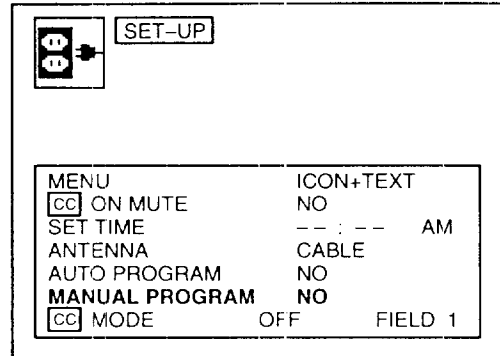 SET–UP
MENU ICON+TEXT
CC ON MUTE NO
SET TIME – – : – – AM
ANTENNA CABLE
AUTO PROGRAM NO
MANUAL PROGRAM NO
CC MODE OFF FIELD 1